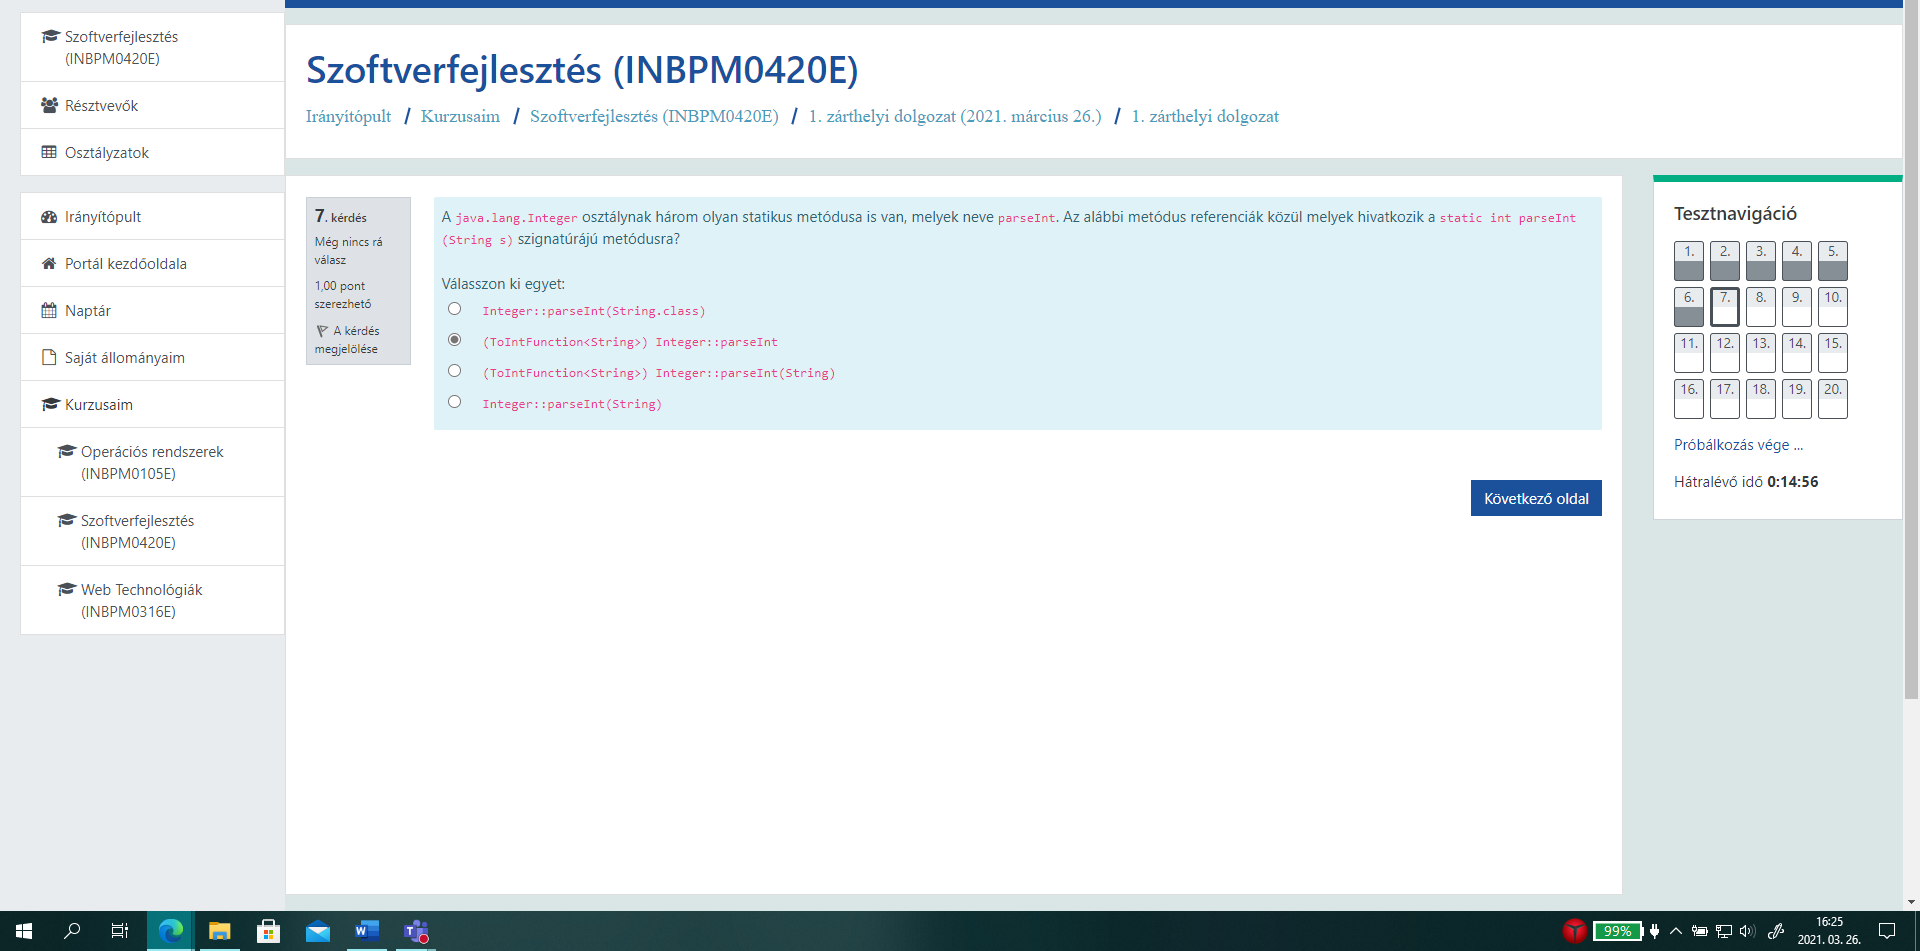 Szoftverfejlesztés
(INBPM0420E)
Résztvevők
Osztályzatok
Irányítópult
Portál kezdőoldala
Naptár
Saját állományaim
Kurzusaim
Operációs rendszerek
(INBPM0105E)
Szoftverfejlesztés
(INBPM0420E)
Web Technológiák
(INBPM0316E)
Szoftverfejlesztés (INBPM0420E)
Irányítópult / Kurzusaim / Szoftverfejlesztés (INBPM0420E) / 1. zárthelyi dolgozat (2021. március 26.) / 1. zárthelyi dolgozat
7. kérdés
Még nincs rá
válasz
1,00 pont
szerezhető
A kérdés
megjelölése
A java.lang.Integer osztálynak három olyan statikus metódusa is van, melyek neve parseInt. Az alábbi metódus referenciák közül melyek hivatkozik a static int parseInt
(String s) szignatúrájú metódusra?
Válasszon ki egyet:
Integer::parseInt(String.class)
(ToIntFunction<String>) Integer::parseInt
(ToIntFunction<String>) Integer::parseInt(String)
Integer::parseInt(String)
Következő oldal
Tesztnavigáció
1. 2. 3. 4. 5.
6. 7. 8. 9. 10.
11. 12. 13. 14. 15.
16. 17. 18. 19. 20.
Próbálkozás vége ...
Hátralévő idő 0:14:56
99%
16:25
2021. 03. 26.